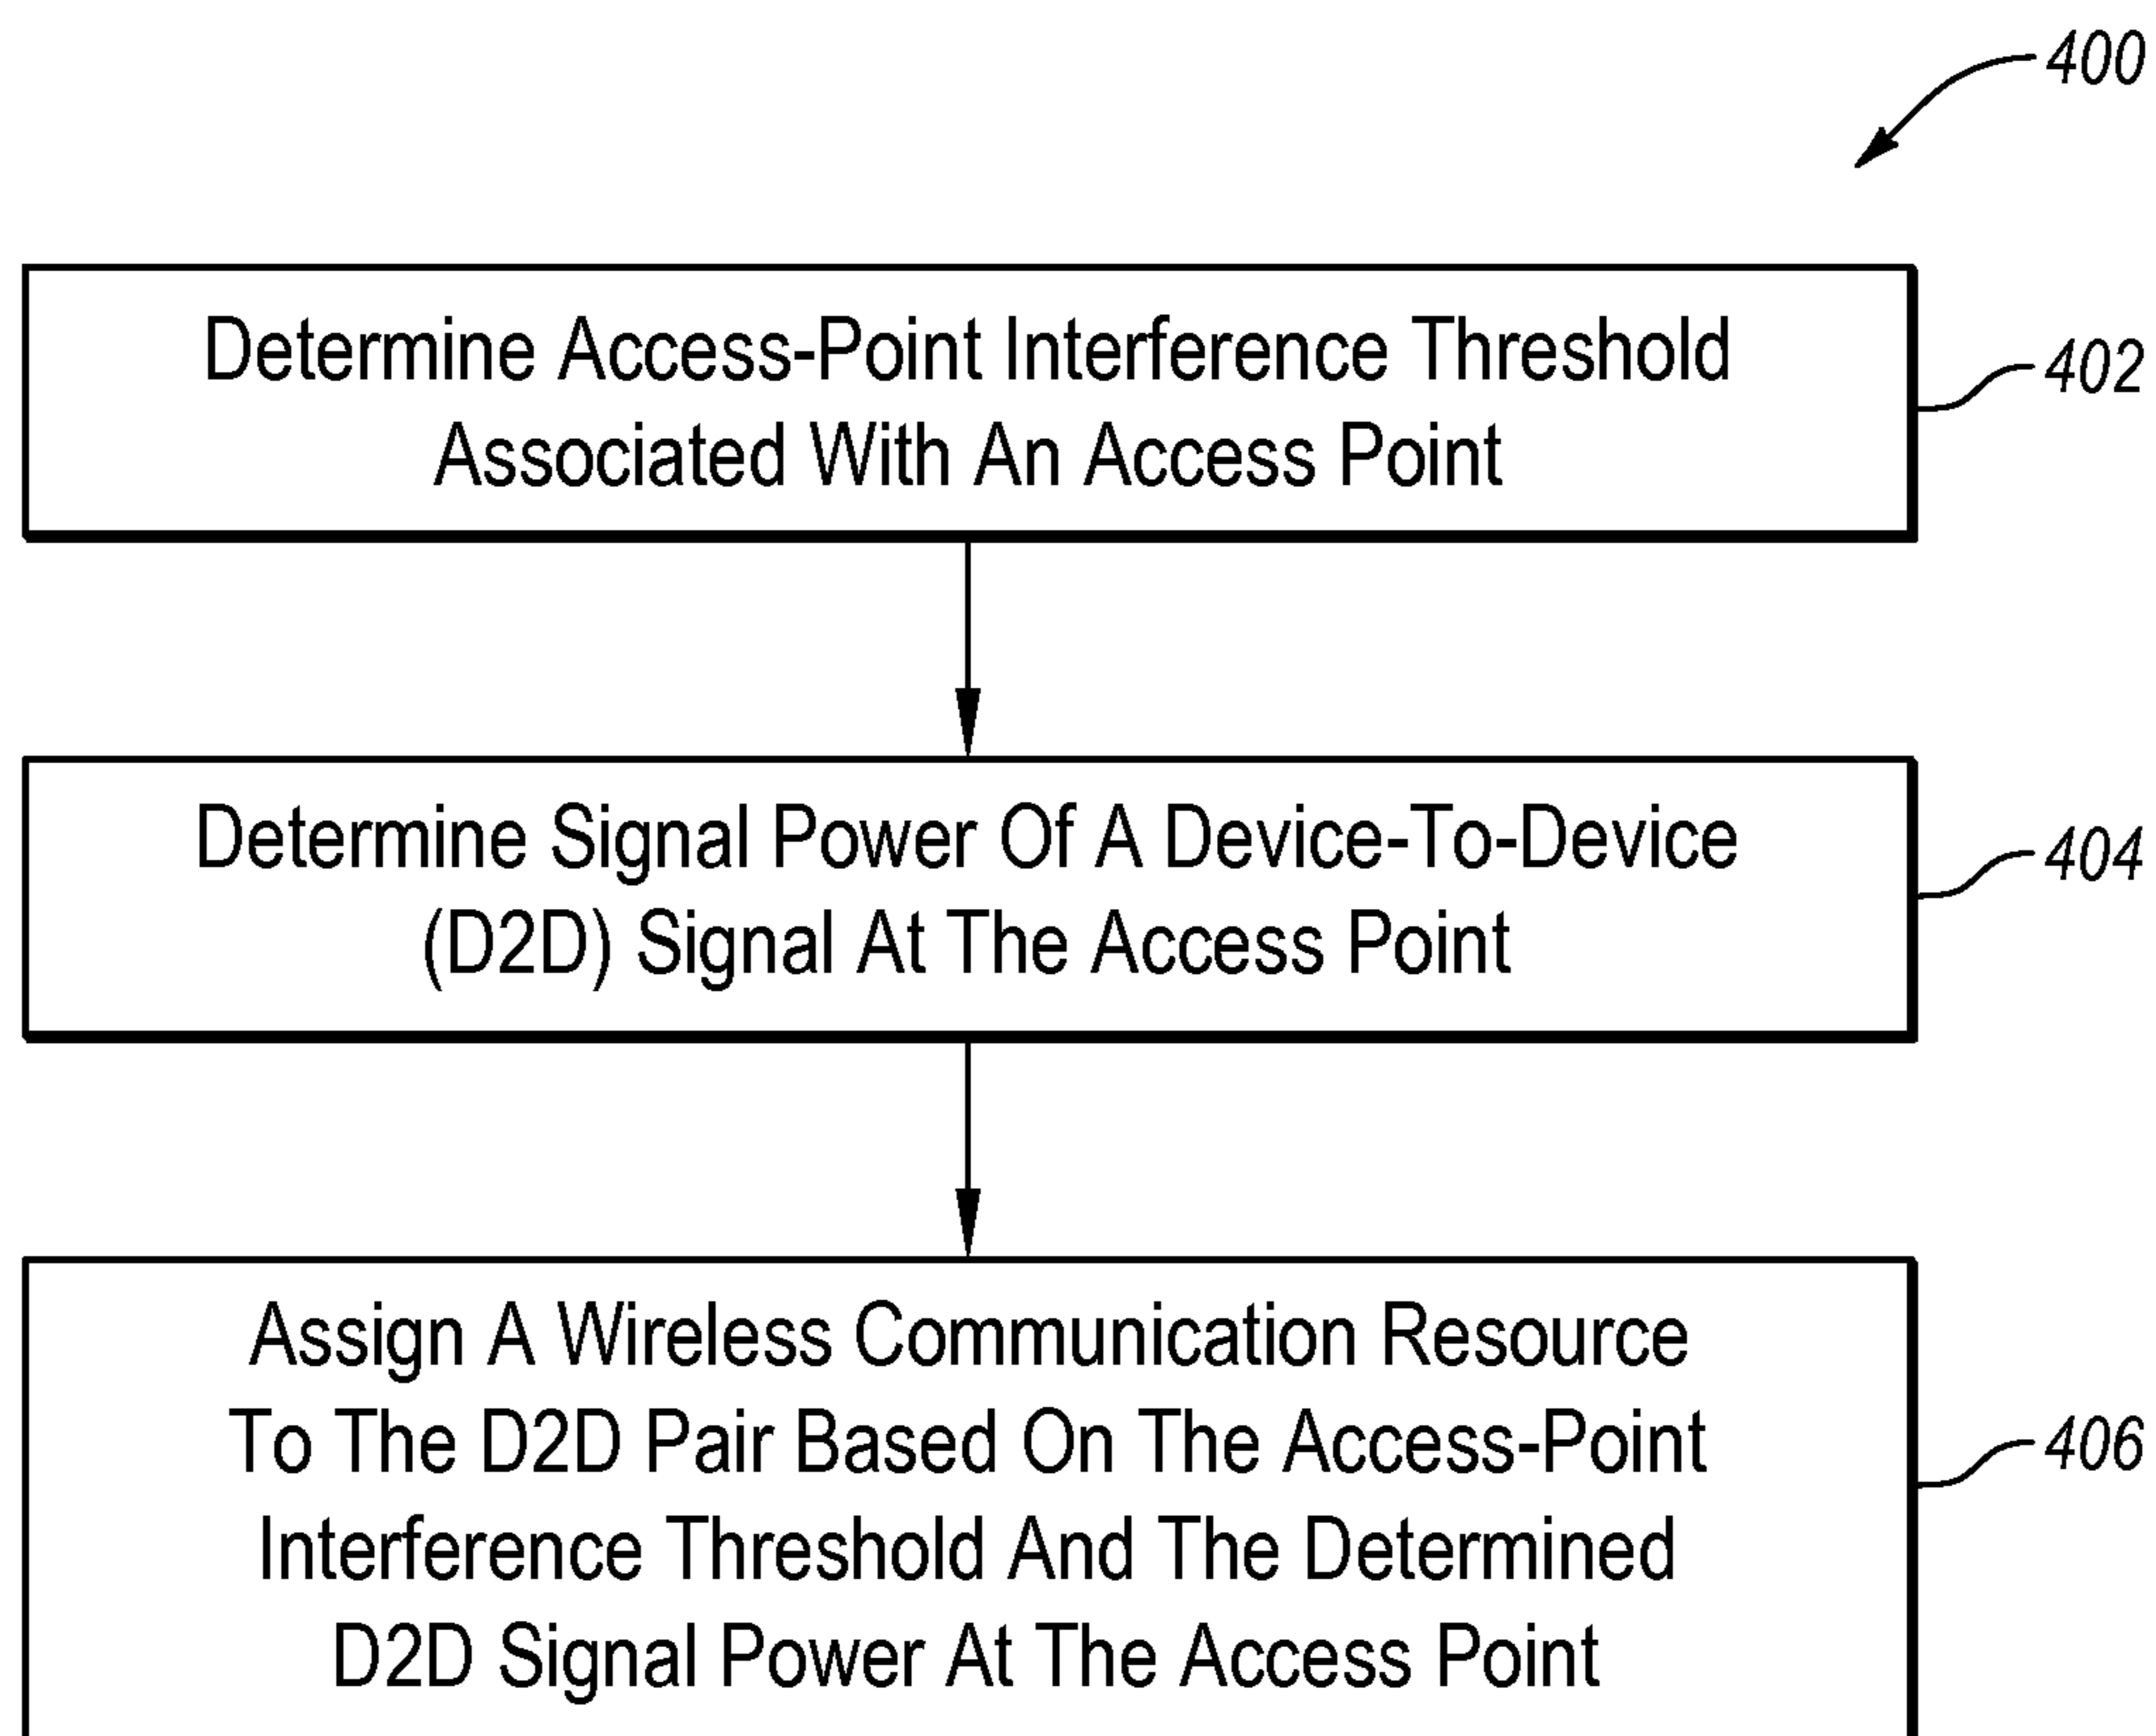 400
Determine Access-Point Interference Threshold
Associated With An Access Point
402
Determine Signal Power Of A Device-To-Device
(D2D) Signal At The Access Point
404
Assign A Wireless Communication Resource
To The D2D Pair Based On The Access-Point
Interference Threshold And The Determined
D2D Signal Power At The Access Point
406